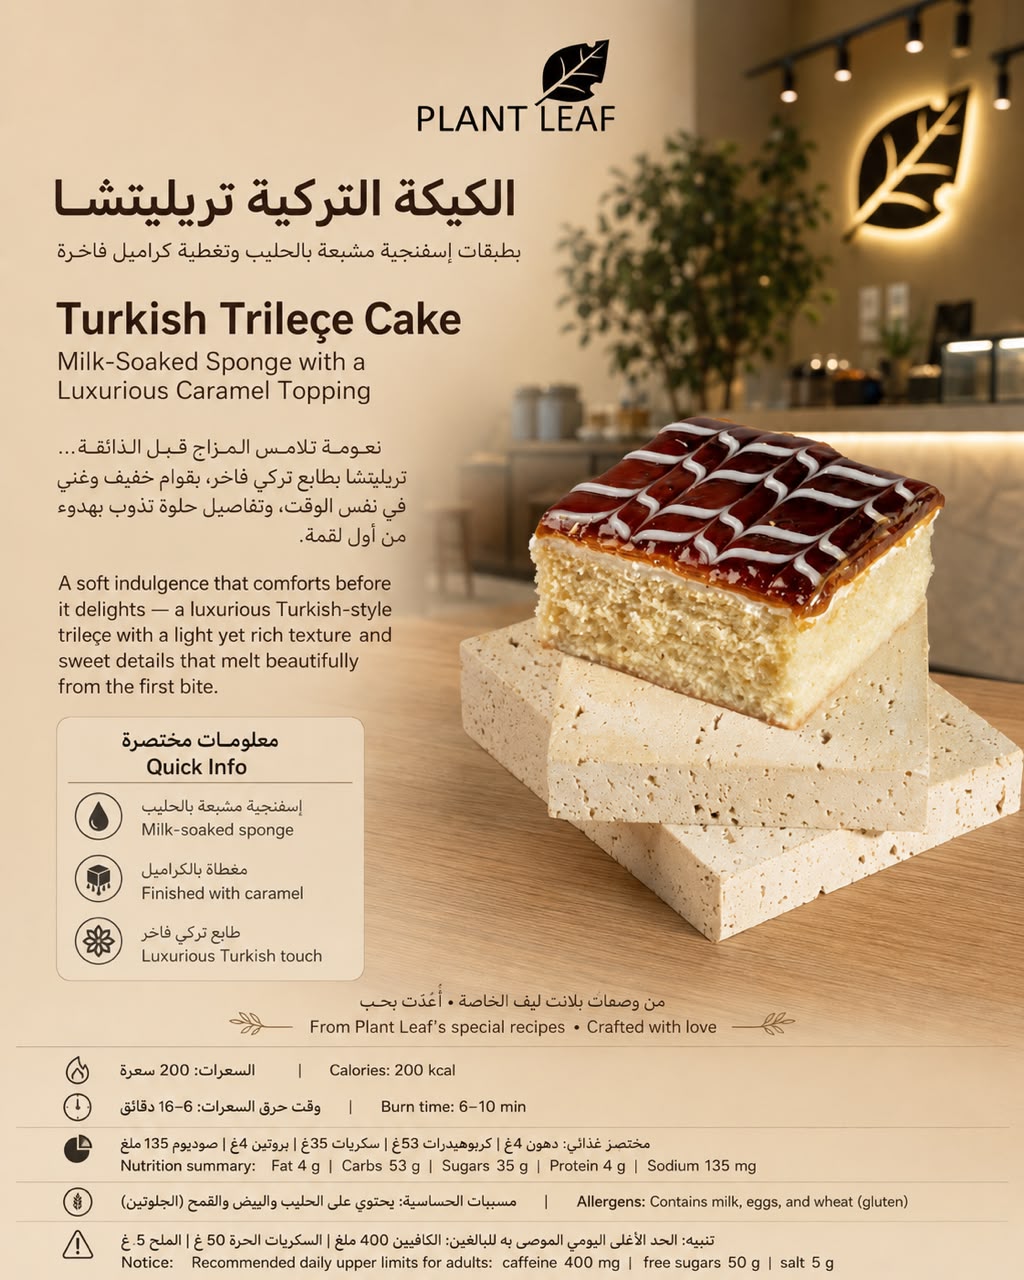 PLANT LEAF
الكيكة التركية تريليتشا
بطبقات إسفنجية مشبعة بالحليب وتغطية كراميل فاخرة
Turkish Trileçe Cake
Milk-Soaked Sponge with a
Luxurious Caramel Topping
نعومة تلامس المزاج قبل الذائقة...
تريليتشا بطابع تركي فاخر، بقوام خفيف وغني
في نفس الوقت، وتفاصيل حلوة تذوب بهدوء
من أول لقمة.
A soft indulgence that comforts before
it delights — a luxurious Turkish-style
trileçe with a light yet rich texture and
sweet details that melt beautifully
from the first bite.
معلومات مختصرة
Quick Info
إسفنجية مشبعة بالحليب
Milk-soaked sponge
مغطاة بالكراميل
Finished with caramel
طابع تركي فاخر
Luxurious Turkish touch
من وصفات بلانت ليف الخاصة • أُعدّت بحب
From Plant Leaf's special recipes • Crafted with love
السعرات: 200 سعرة | Calories: 200 kcal
وقت حرق السعرات: 6–16 دقائق | Burn time: 6–10 min
مختصر غذائي: دهون 4غ | كربوهيدرات 53غ | سكريات 35غ | بروتين 4غ | صوديوم 135 ملغ
Nutrition summary: Fat 4 g | Carbs 53 g | Sugars 35 g | Protein 4 g | Sodium 135 mg
مسببات الحساسية: يحتوي على الحليب والبيض والقمح (الجلوتين) | Allergens: Contains milk, eggs, and wheat (gluten)
تنبيه: الحد الأعلى اليومي الموصى به للبالغين: الكافيين 400 ملغ | السكريات الحرة 50 غ | الملح 5. غ
Notice: Recommended daily upper limits for adults: caffeine 400 mg | free sugars 50 g | salt 5 g